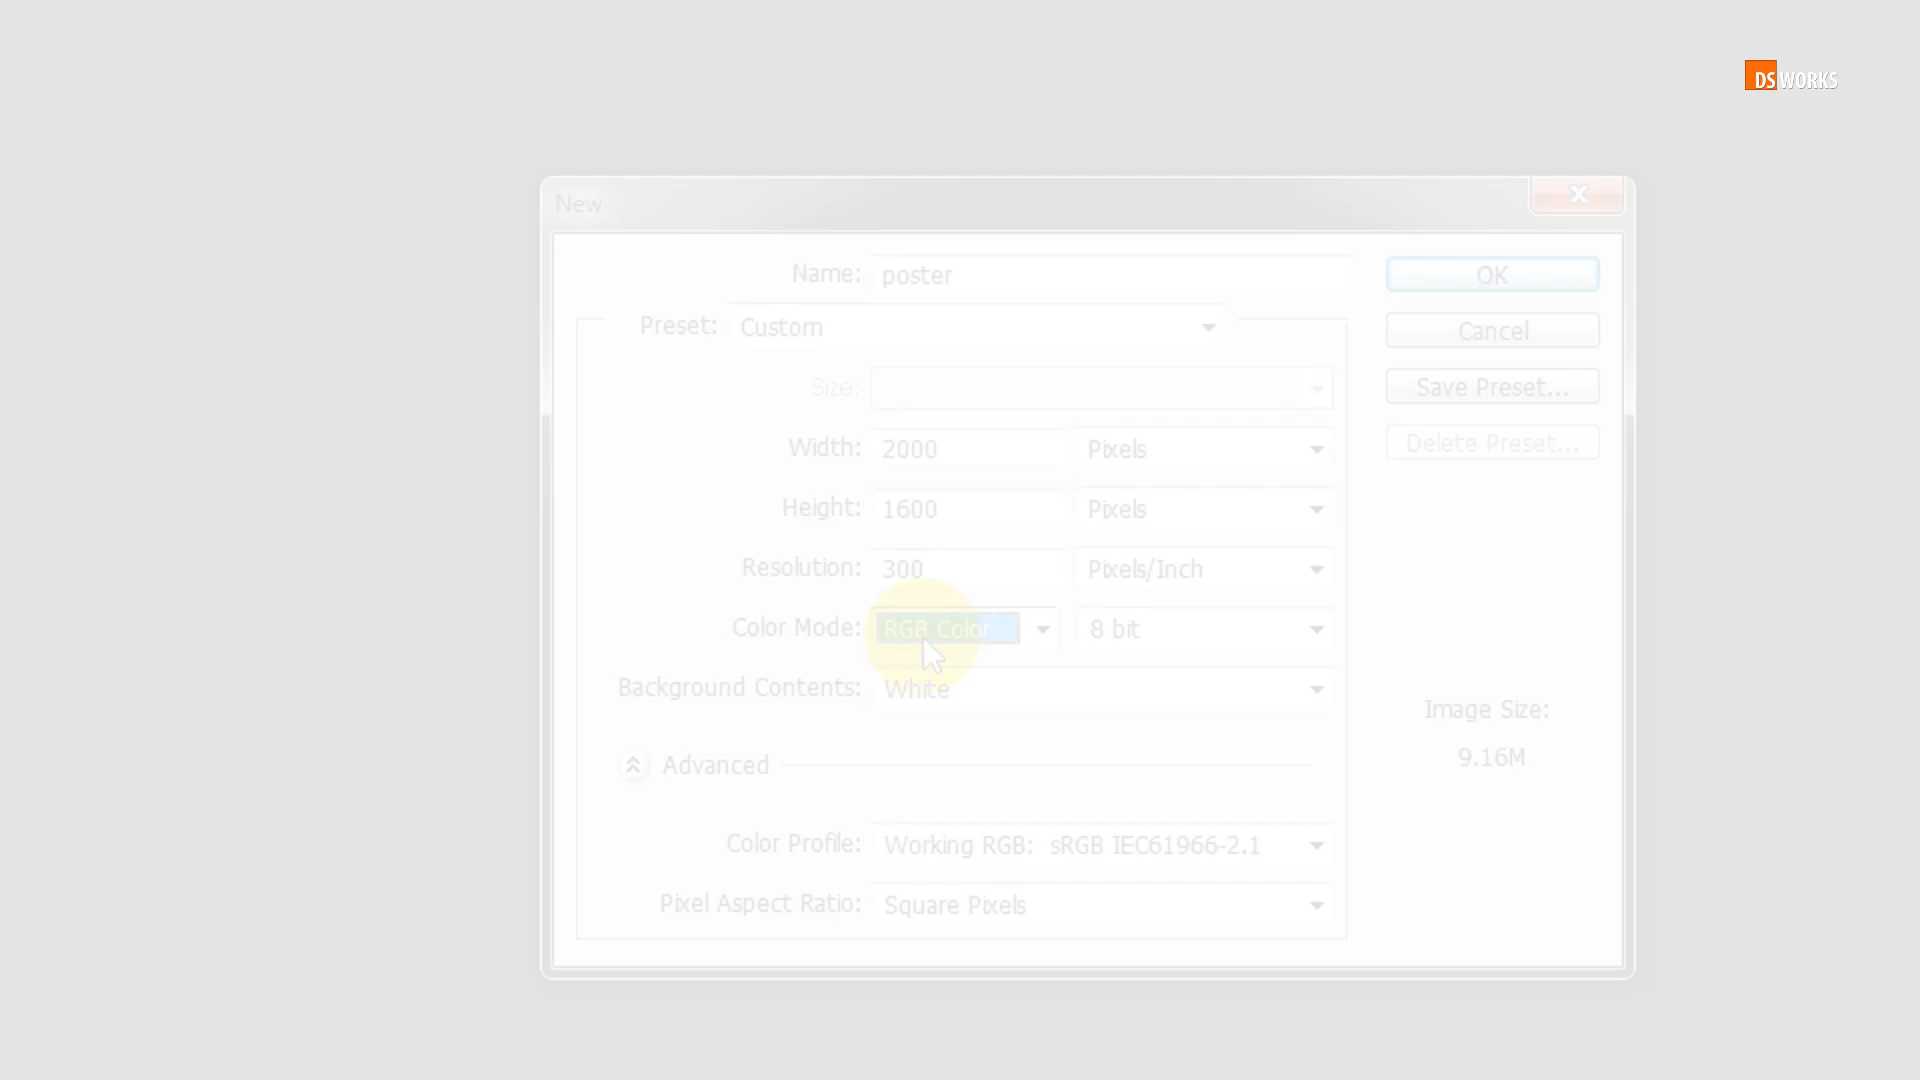 DS WORKS
New
Name: poster
OK
Preset: Custom
Cancel
Size:
Save Preset...
Width: 2000 Pixels
Delete Preset...
Height: 1600 Pixels
Resolution: 300 Pixels/Inch
Color Mode: RGB Color 8 bit
Background Contents: White
Image Size:
9.16M
Advanced
Color Profile: Working RGB: sRGB IEC61966-2.1
Pixel Aspect Ratio: Square Pixels